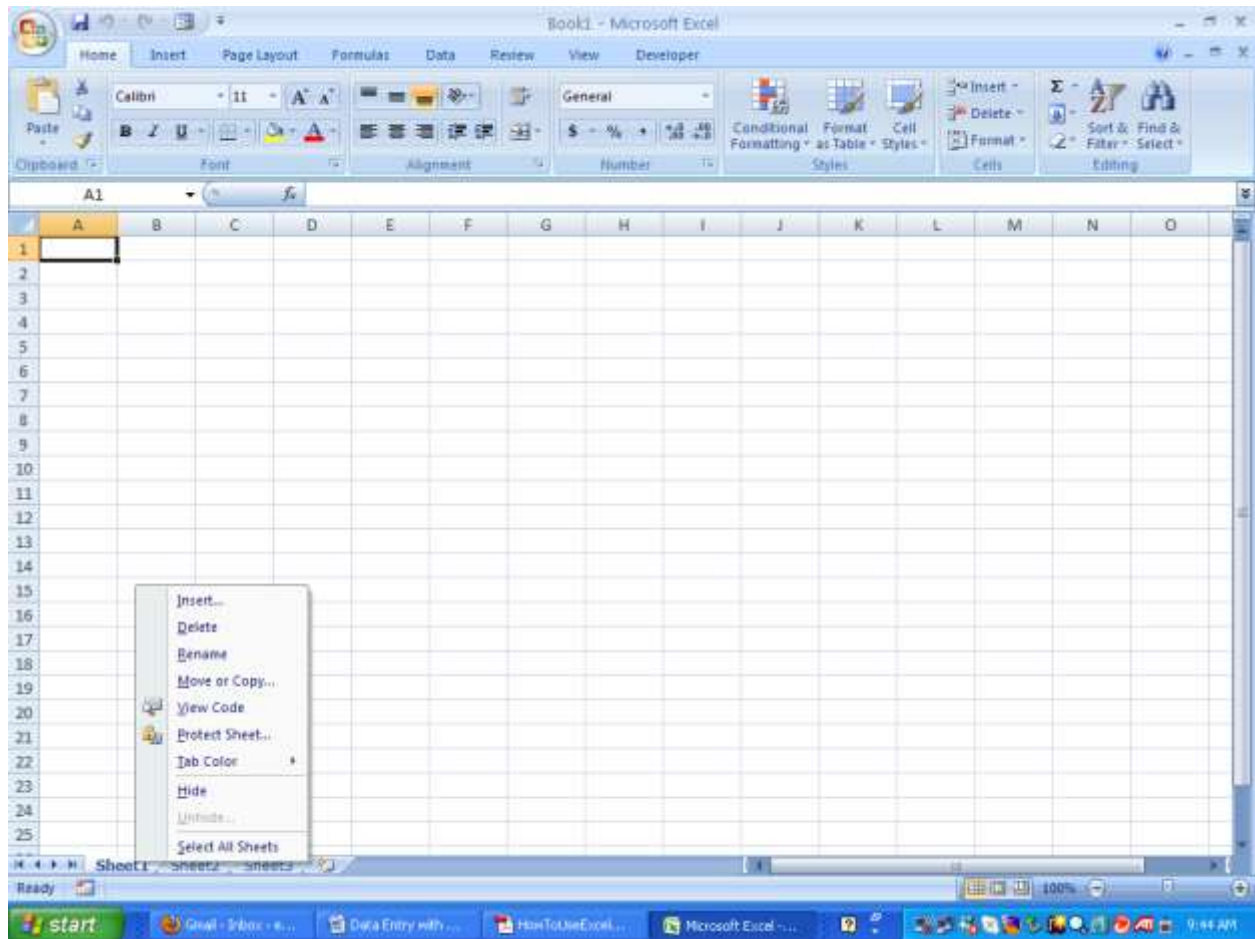 Book1 - Microsoft Excel
Home Insert Page Layout Formulas Data Review View Developer
Paste
Calibri 11 A A
General
B I U A
$ % ,
Conditional Formatting
Format as Table
Cell Styles
Insert
Delete
Format
Σ
Sort & Filter
Find & Select
Clipboard Font Alignment Number Styles Cells Editing
A1 fx
A B C D E F G H I J K L M N O
1
2
3
4
5
6
7
8
9
10
11
12
13
14
15
16
17
18
19
20
21
22
23
24
25
Insert...
Delete
Rename
Move or Copy...
View Code
Protect Sheet...
Tab Color
Hide
Unhide...
Select All Sheets
Sheet1 Sheet2 Sheet3
Ready 100%
start Gmail - Inbox - e... Data Entry with ... HowToUseExcel.... Microsoft Excel -... 9:44 AM